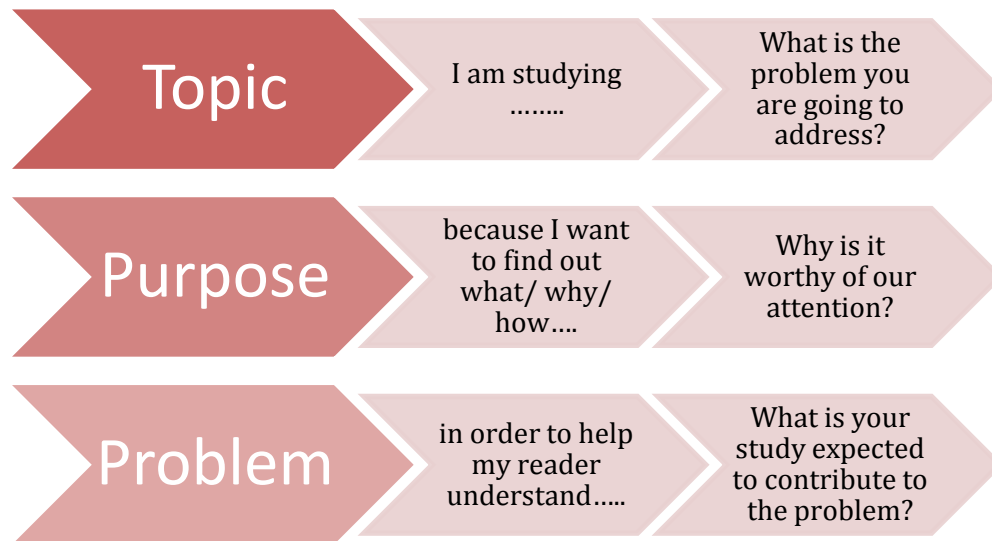 Topic
I am studying
……..
What is the
problem you
are going to
address?
Purpose
because I want
to find out
what/ why/
how….
Why is it
worthy of our
attention?
Problem
in order to help
my reader
understand…..
What is your
study expected
to contribute to
the problem?